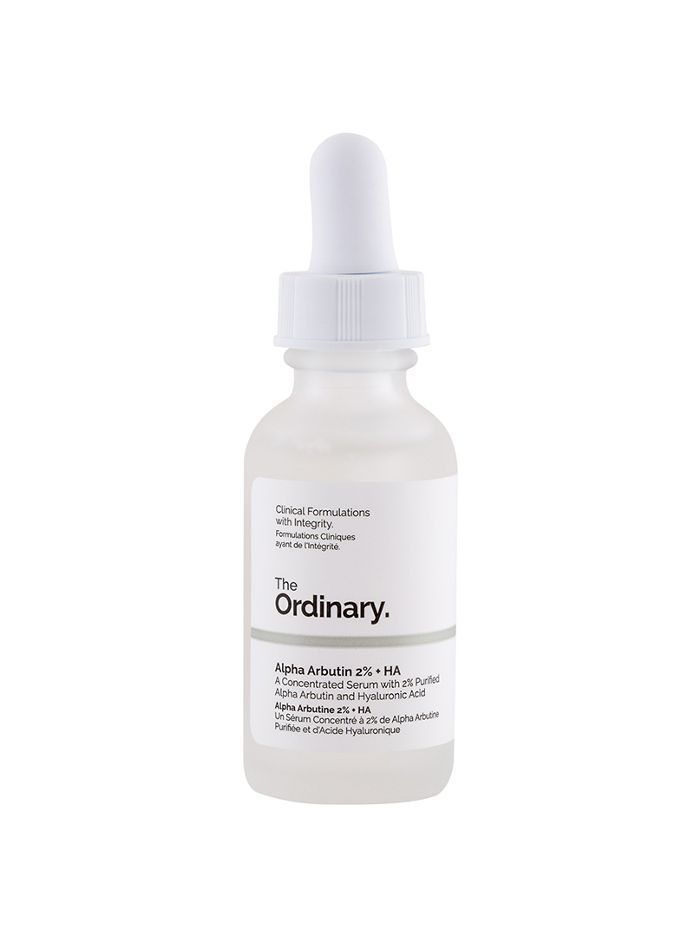 Clinical Formulations
with Integrity.
Formulations Cliniques
ayant de l'Intégrité.
The
Ordinary.
Alpha Arbutin 2% + HA
A Concentrated Serum with 2% Purified
Alpha Arbutin and Hyaluronic Acid
Alpha Arbutine 2% + HA
Un Sérum Concentré à 2% de Alpha Arbutine
Purifiée et d'Acide Hyaluronique